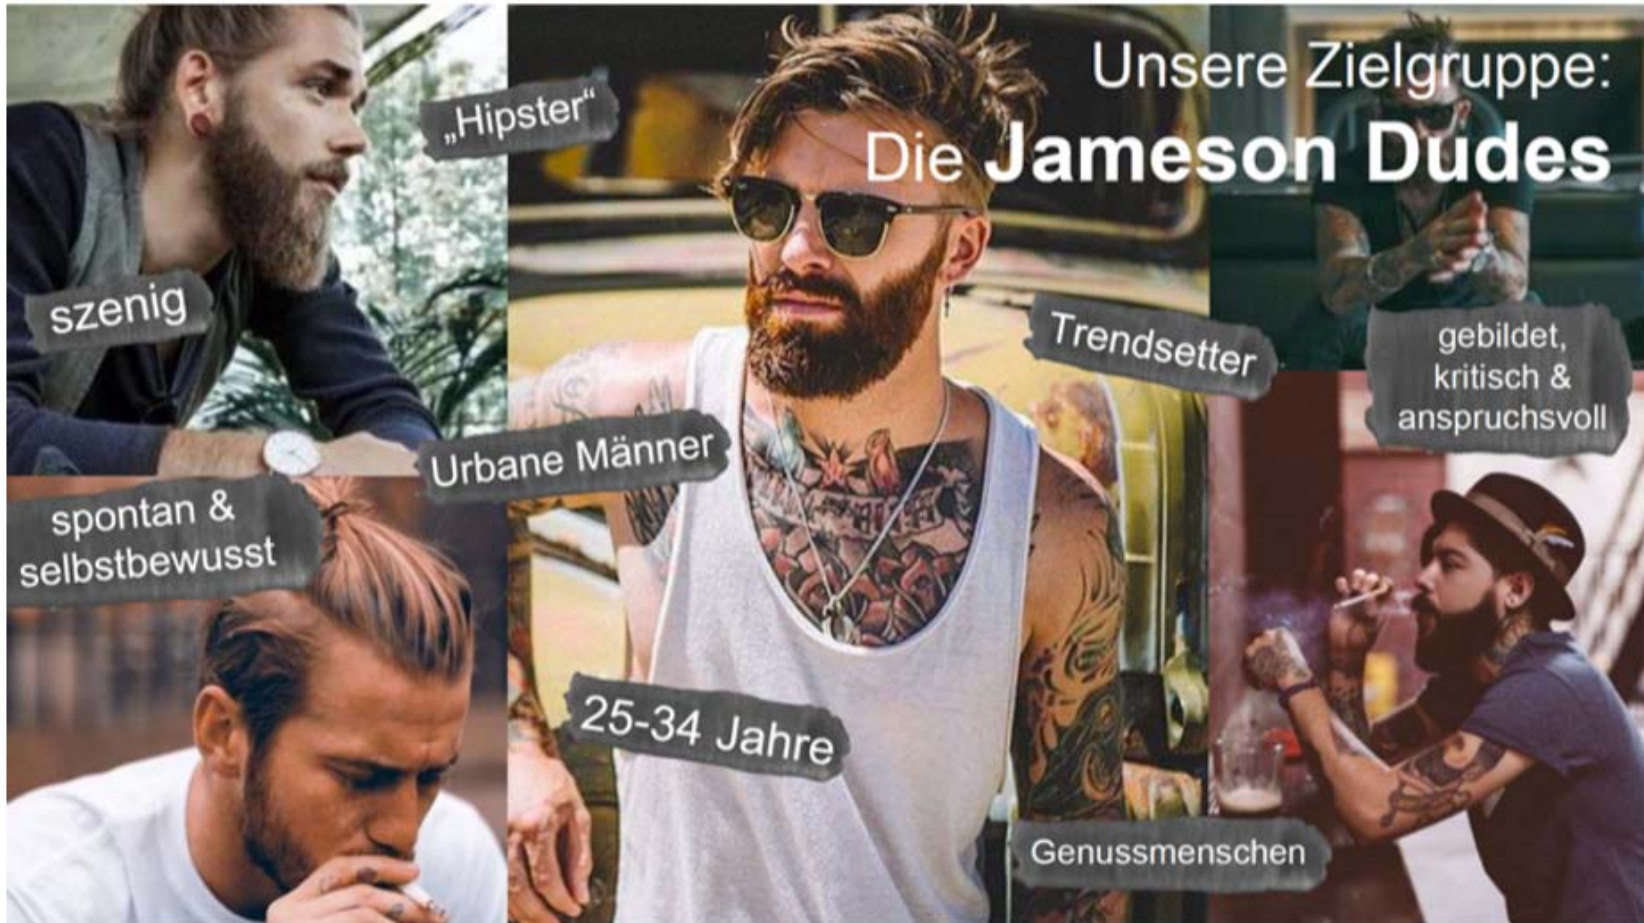 Unsere Zielgruppe:
Die Jameson Dudes
„Hipster“
szenig
Trendsetter
gebildet,
kritisch &
anspruchsvoll
Urbane Männer
spontan &
selbstbewusst
25-34 Jahre
Genussmenschen